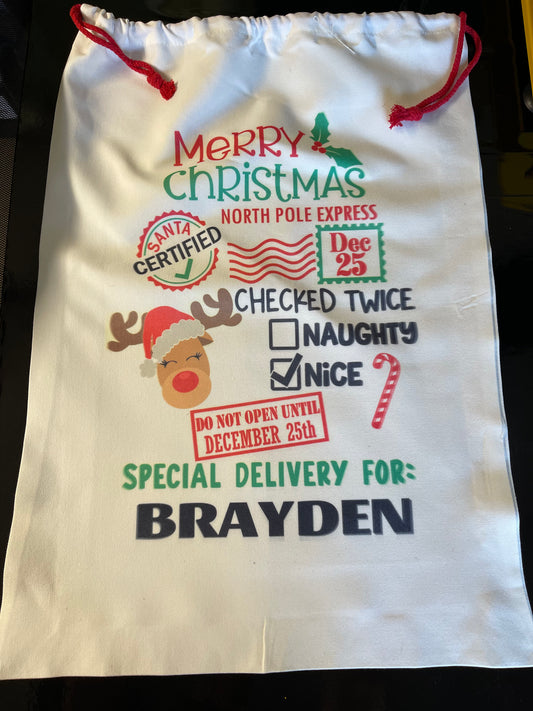 MeRRY
ChRiSTMAS
NORTH POLE EXPRESS
SANTA
CERTIFIED
Dec
25
CHECKED TWICE
NAUGHTY
NiCE
DO NOT OPEN UNTIL
DECEMBER 25th
SPECIAL DELIVERY FOR:
BRAYDEN